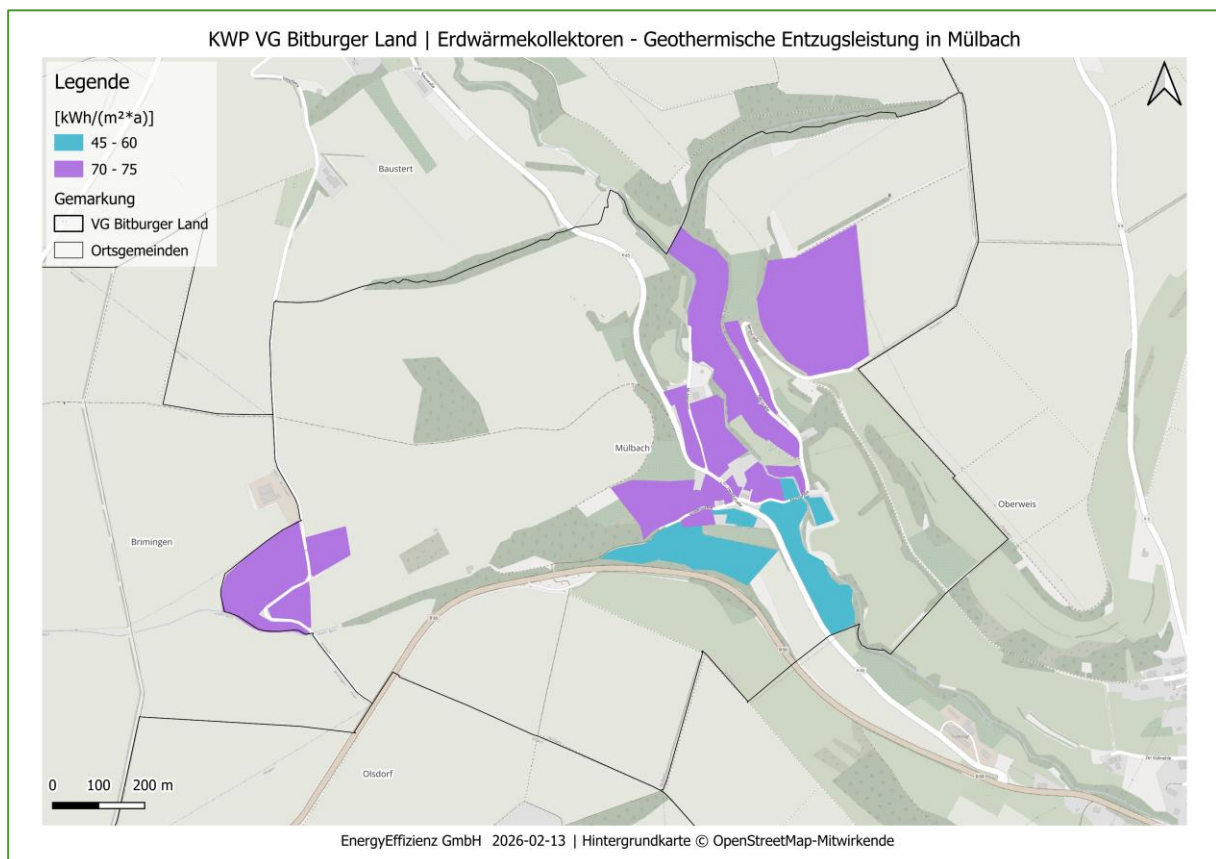 KWP VG Bitburger Land | Erdwärmekollektoren - Geothermische Entzugsleistung in Mülbach
Legende
[kWh/(m²*a)]
45 - 60
70 - 75
Gemarkung
VG Bitburger Land
Ortsgemeinden
Baustert
Mülbach
Oberweis
Brimingen
Olsdorf
0 100 200 m
EnergyEffizienz GmbH 2026-02-13 | Hintergrundkarte © OpenStreetMap-Mitwirkende